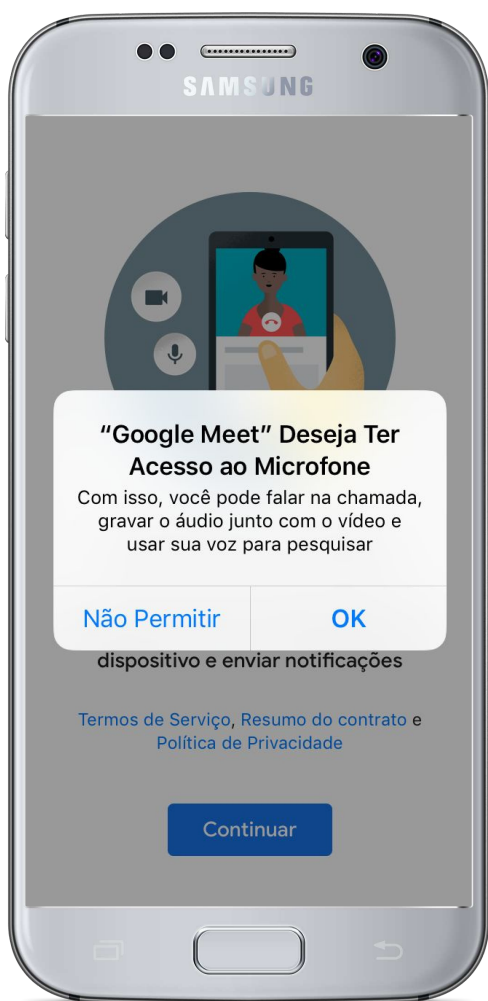 SAMSUNG
“Google Meet” Deseja Ter
Acesso ao Microfone
Com isso, você pode falar na chamada,
gravar o áudio junto com o vídeo e
usar sua voz para pesquisar
Não Permitir
OK
dispositivo e enviar notificações
Termos de Serviço, Resumo do contrato e
Política de Privacidade
Continuar